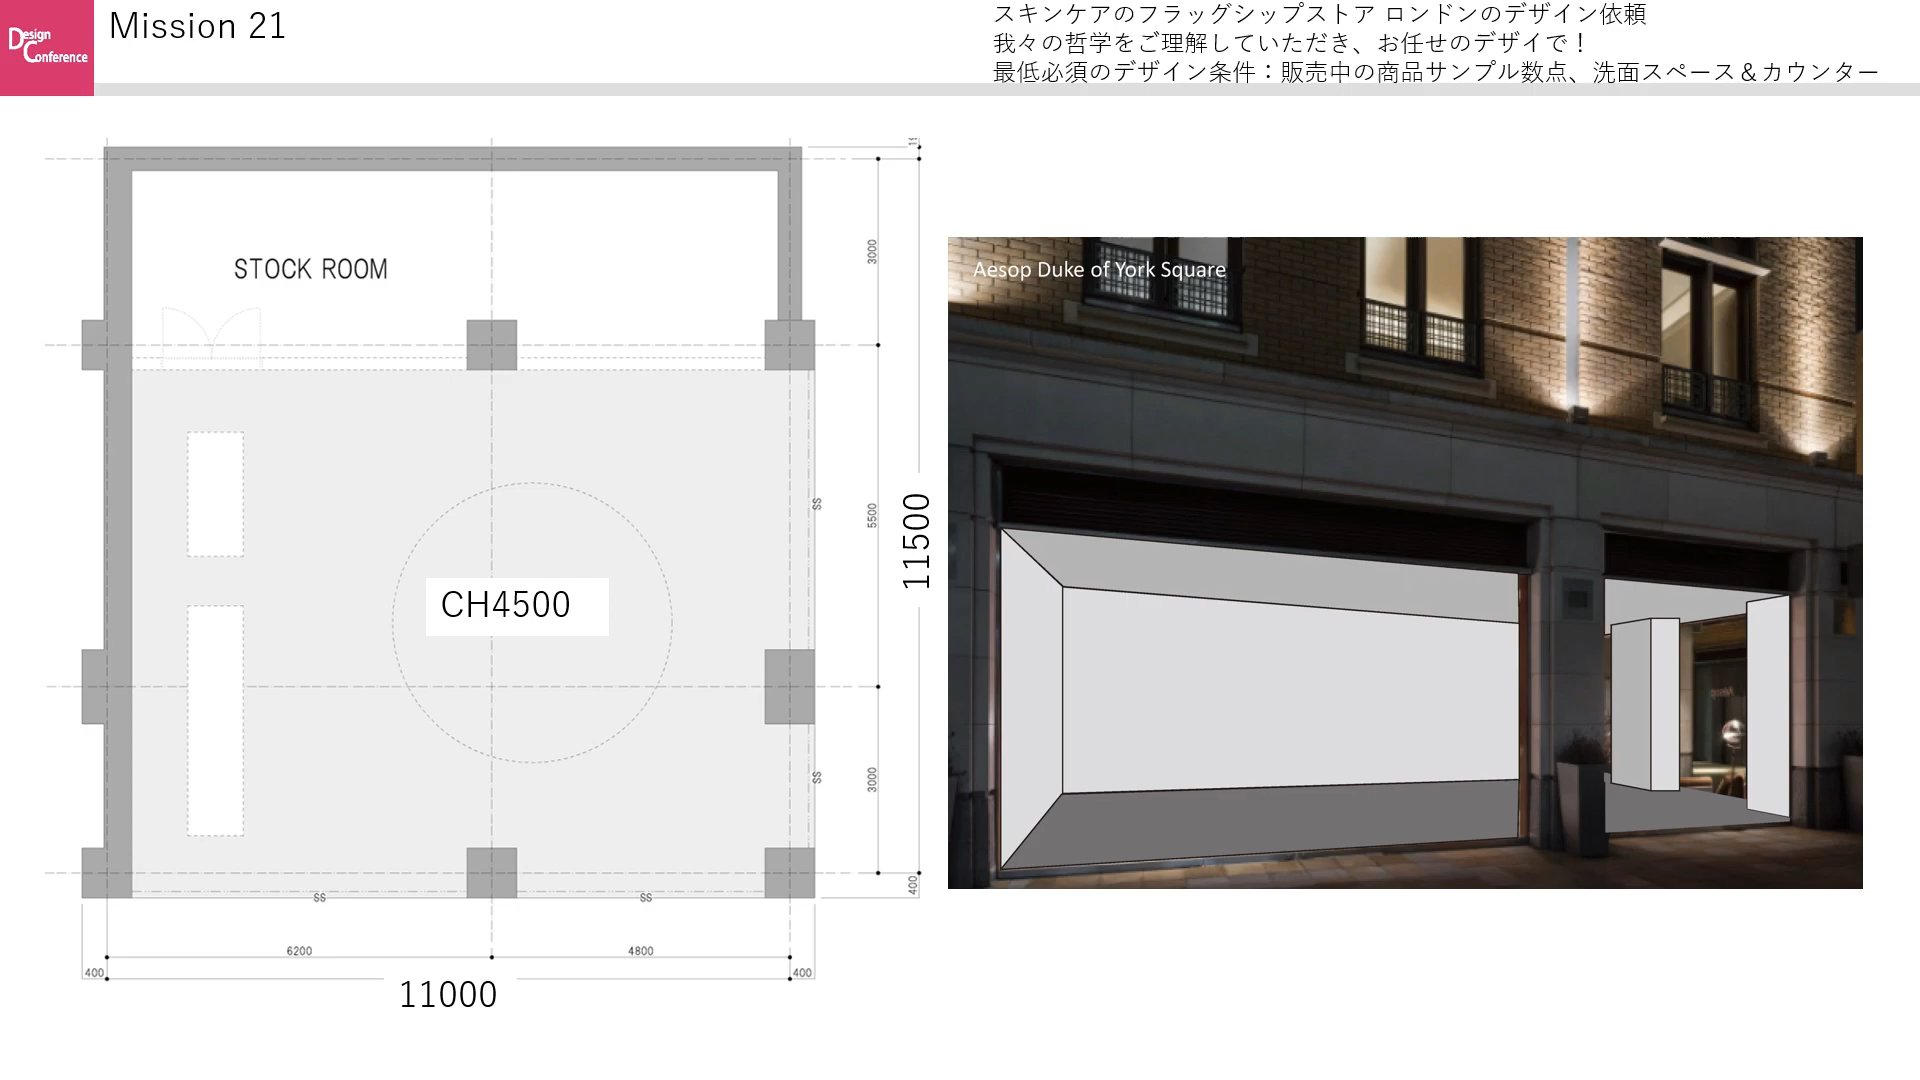 Design
Conference
Mission 21
スキンケアのフラッグシップストア ロンドンのデザイン依頼
我々の哲学をご理解していただき、お任せのデザイで！
最低必須のデザイン条件：販売中の商品サンプル数点、洗面スペース＆カウンター
STOCK ROOM
3000
SS
5500
11500
CH4500
SS
3000
400
SS
SS
6200
4800
400
400
11000
Aesop Duke of York Square